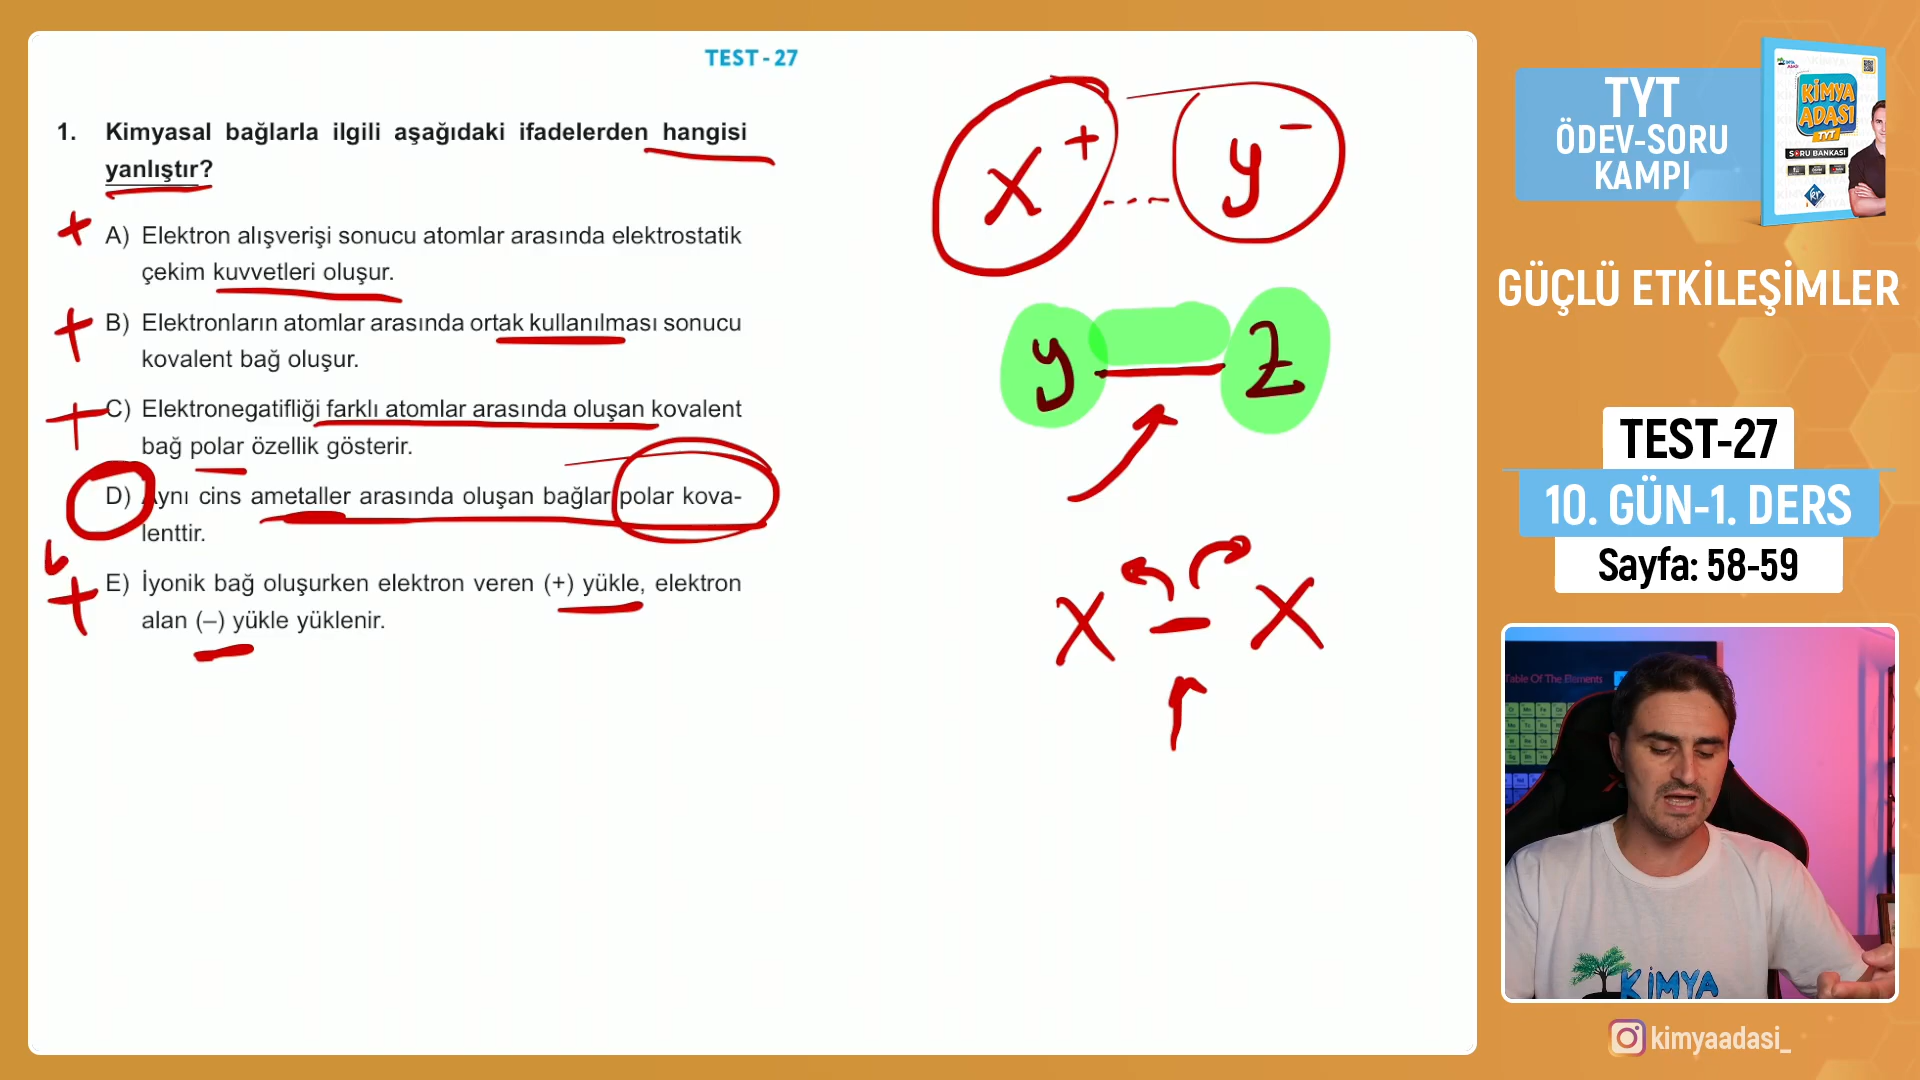 TEST - 27
1. Kimyasal bağlarla ilgili aşağıdaki ifadelerden hangisi
yanlıştır?
A) Elektron alışverişi sonucu atomlar arasında elektrostatik
çekim kuvvetleri oluşur.
B) Elektronların atomlar arasında ortak kullanılması sonucu
kovalent bağ oluşur.
C) Elektronegatifliği farklı atomlar arasında oluşan kovalent
bağ polar özellik gösterir.
D) Aynı cins ametaller arasında oluşan bağlar polar kova-
lenttir.
E) İyonik bağ oluşurken elektron veren (+) yükle, elektron
alan (–) yükle yüklenir.
x+ y–
y z
X – X
TYT
ÖDEV-SORU
KAMPI
KİMYA
ADASI
TYT
SORU BANKASI
GÜÇLÜ ETKİLEŞİMLER
TEST-27
10. GÜN-1. DERS
Sayfa: 58-59
Table Of The Elements
KİMYA
kimyaadasi_